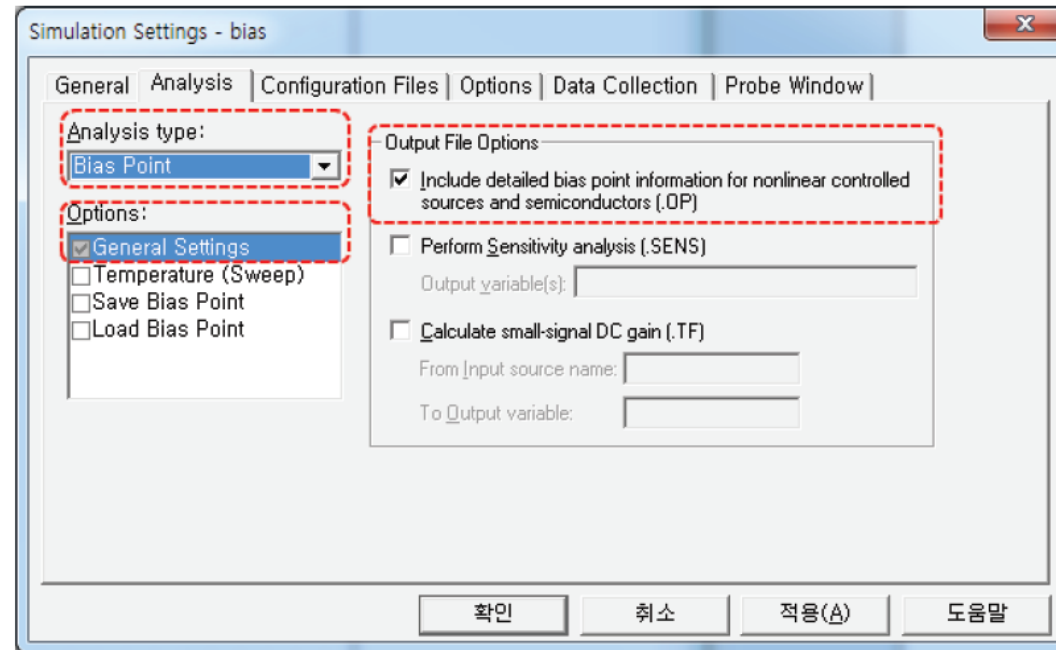 Simulation Settings - bias
General Analysis Configuration Files Options Data Collection Probe Window
Analysis type:
Bias Point
Options:
General Settings
Temperature (Sweep)
Save Bias Point
Load Bias Point
Output File Options
Include detailed bias point information for nonlinear controlled
sources and semiconductors (.OP)
Perform Sensitivity analysis (.SENS)
Output variable(s):
Calculate small-signal DC gain (.TF)
From Input source name:
To Output variable:
확인 취소 적용(A) 도움말